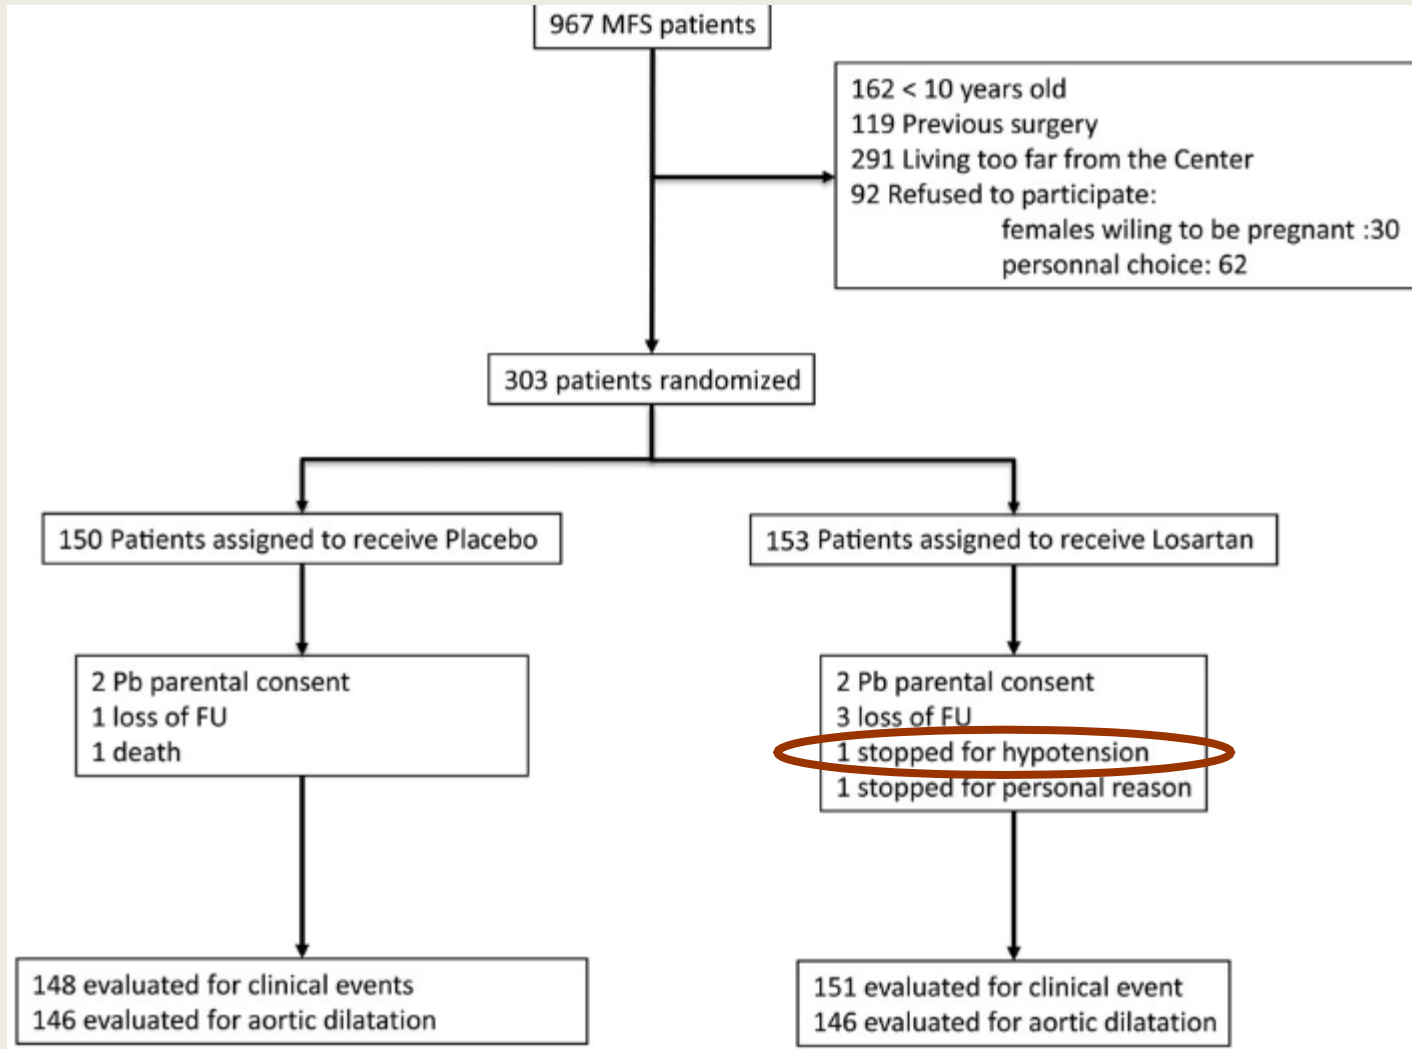 967 MFS patients
162 < 10 years old
119 Previous surgery
291 Living too far from the Center
92 Refused to participate:
females wiling to be pregnant :30
personnal choice: 62
303 patients randomized
150 Patients assigned to receive Placebo
153 Patients assigned to receive Losartan
2 Pb parental consent
1 loss of FU
1 death
2 Pb parental consent
3 loss of FU
1 stopped for hypotension
1 stopped for personal reason
148 evaluated for clinical events
146 evaluated for aortic dilatation
151 evaluated for clinical event
146 evaluated for aortic dilatation